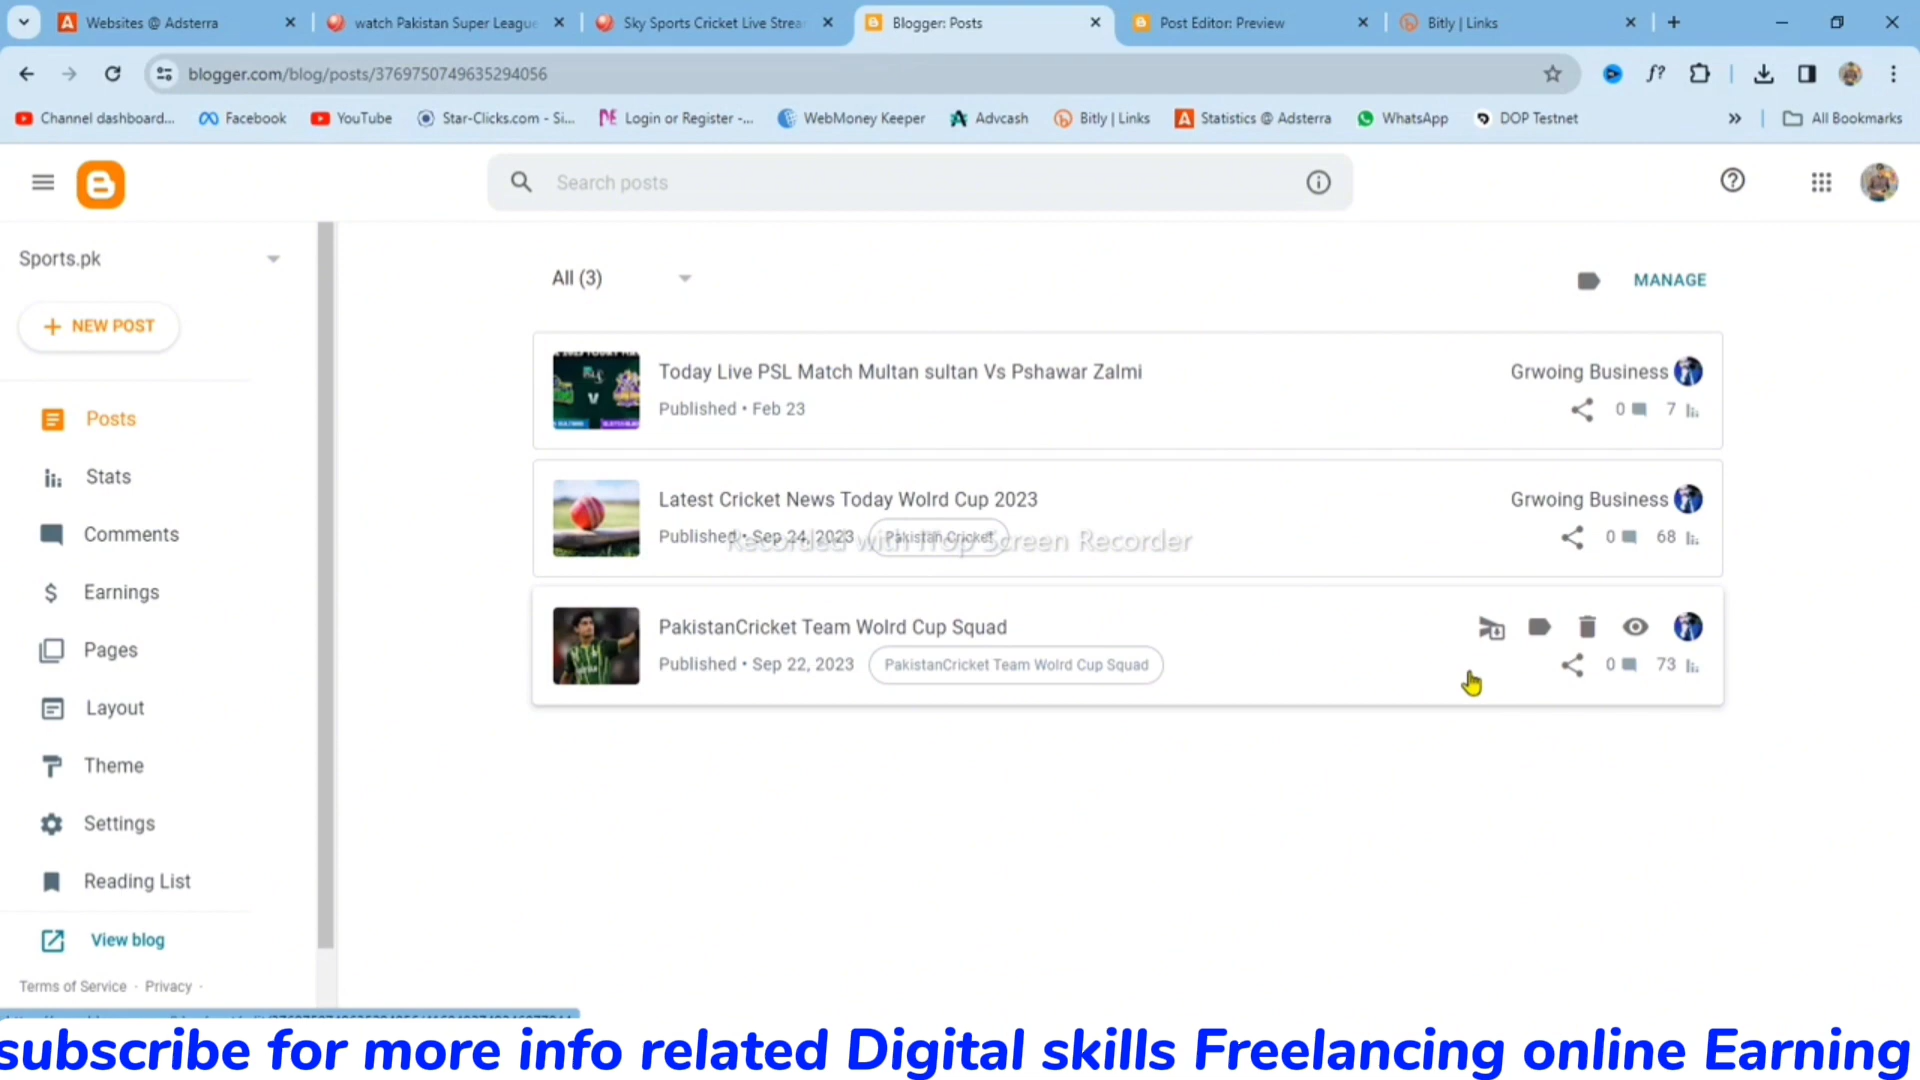 Websites @ Adsterra
watch Pakistan Super League
Sky Sports Cricket Live Strea
Blogger: Posts
Post Editor: Preview
Bitly | Links
blogger.com/blog/posts/3769750749635294056
f?
Channel dashboard...
Facebook
YouTube
Star-Clicks.com - Si...
Login or Register -...
WebMoney Keeper
Advcash
Bitly | Links
Statistics @ Adsterra
WhatsApp
DOP Testnet
All Bookmarks
Search posts
Sports.pk
NEW POST
Posts
Stats
Comments
Earnings
Pages
Layout
Theme
Settings
Reading List
View blog
Terms of Service · Privacy ·
All (3)
MANAGE
Today Live PSL Match Multan sultan Vs Pshawar Zalmi
Grwoing Business
Published • Feb 23
0 7
Latest Cricket News Today Wolrd Cup 2023
Grwoing Business
Published • Sep 24, 2023 Pakistan Cricket
0 68
Recorded with iTop Screen Recorder
PakistanCricket Team Wolrd Cup Squad
Published • Sep 22, 2023 PakistanCricket Team Wolrd Cup Squad
0 73
subscribe for more info related Digital skills Freelancing online Earning